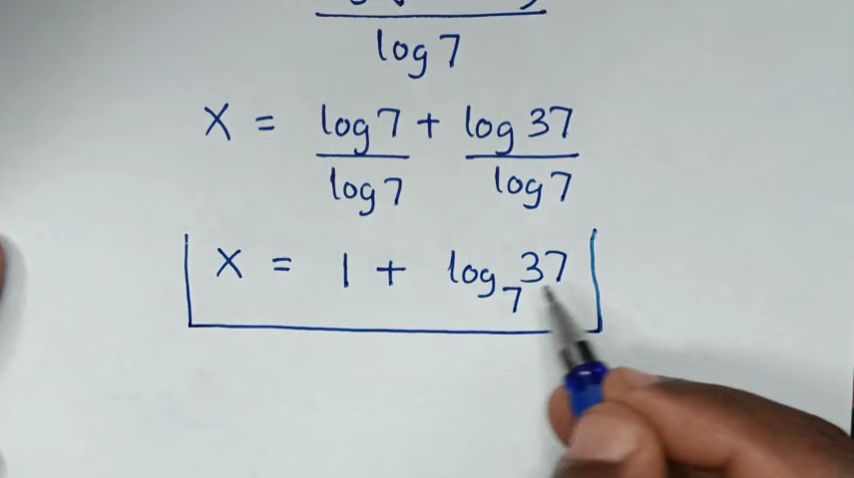 log 7
X = log 7 + log 37
log 7 log 7
X = 1 + log₇ 37